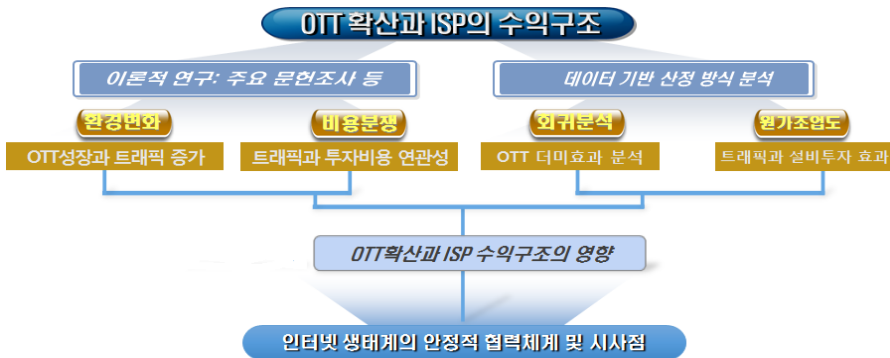 OTT 확산과 ISP의 수익구조
이론적 연구: 주요 문헌조사 등
데이터 기반 산정 방식 분석
환경변화
비용분쟁
회귀분석
원가조업도
OTT성장과 트래픽 증가
트래픽과 투자비용 연관성
OTT 더미효과 분석
트래픽과 설비투자 효과
OTT확산과 ISP 수익구조의 영향
인터넷 생태계의 안정적 협력체계 및 시사점